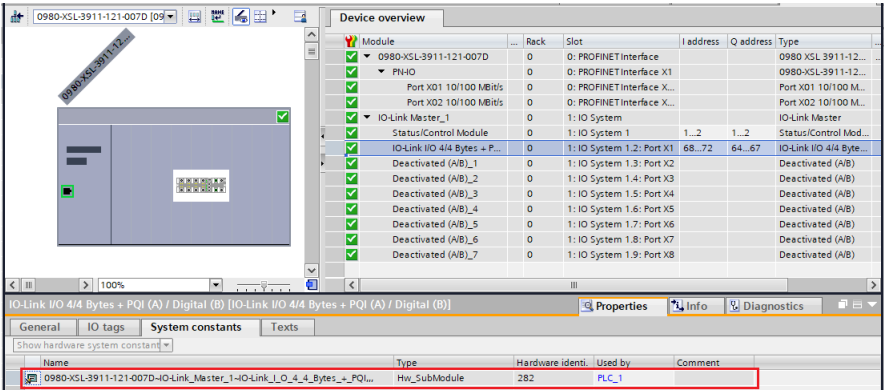 0980-XSL-3911-121-007D [09
Device overview
Module ... Rack Slot I address Q address Type ...
0980-XSL-3911-121-007D 0 0: PROFINET Interface 0980 XSL 3911-12...
PN-IO 0 0: PROFINET Interface X1 0980-XSL-3911-12...
Port X01 10/100 MBit/s 0 0: PROFINET Interface X... Port X01 10/100 M...
Port X02 10/100 MBit/s 0 0: PROFINET Interface X... Port X02 10/100 M...
IO-Link Master_1 0 1: IO System IO-Link Master
Status/Control Module 0 1: IO System 1 1...2 1...2 Status/Control Mod...
IO-Link I/O 4/4 Bytes + P... 0 1: IO System 1.2: Port X1 68...72 64...67 IO-Link I/O 4/4 Byte...
Deactivated (A/B)_1 0 1: IO System 1.3: Port X2 Deactivated (A/B)
Deactivated (A/B)_2 0 1: IO System 1.4: Port X3 Deactivated (A/B)
Deactivated (A/B)_3 0 1: IO System 1.5: Port X4 Deactivated (A/B)
Deactivated (A/B)_4 0 1: IO System 1.6: Port X5 Deactivated (A/B)
Deactivated (A/B)_5 0 1: IO System 1.7: Port X6 Deactivated (A/B)
Deactivated (A/B)_6 0 1: IO System 1.8: Port X7 Deactivated (A/B)
Deactivated (A/B)_7 0 1: IO System 1.9: Port X8 Deactivated (A/B)
0980-XSL-3911-12...
100%
IO-Link I/O 4/4 Bytes + PQI (A) / Digital (B) [IO-Link I/O 4/4 Bytes + PQI (A) / Digital (B)]
Properties Info Diagnostics
General IO tags System constants Texts
Show hardware system constant
Name Type Hardware identi. Used by Comment
0980-XSL-3911-121-007D~IO-Link_Master_1~IO-Link_I_O_4_4_Bytes_+_PQI,,, Hw_SubModule 282 PLC_1